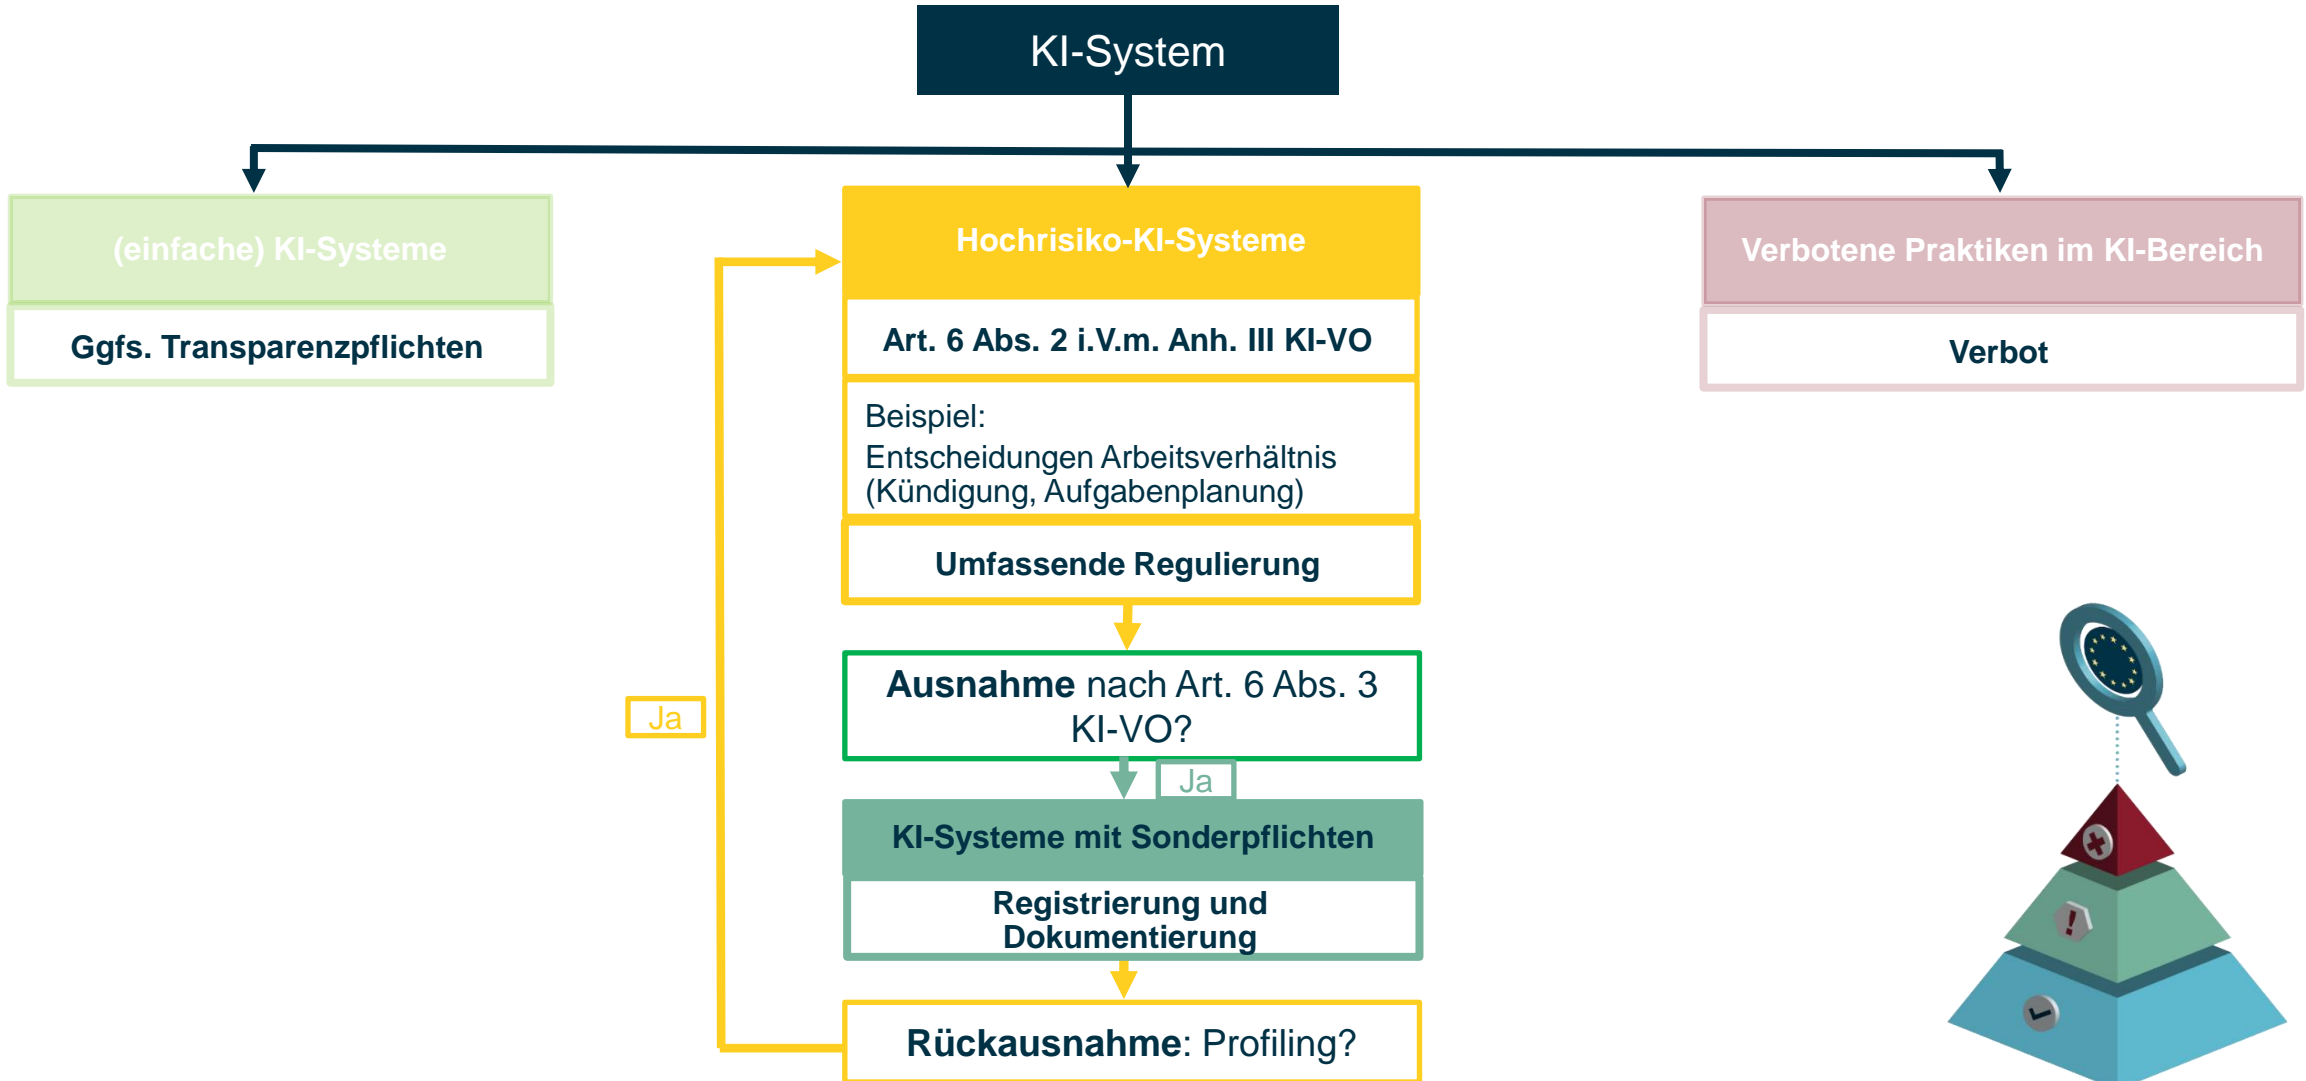 KI-System
(einfache) KI-Systeme
Ggfs. Transparenzpflichten
Hochrisiko-KI-Systeme
Art. 6 Abs. 2 i.V.m. Anh. III KI-VO
Beispiel:
Entscheidungen Arbeitsverhältnis
(Kündigung, Aufgabenplanung)
Umfassende Regulierung
Verbotene Praktiken im KI-Bereich
Verbot
Ausnahme nach Art. 6 Abs. 3
KI-VO?
Ja
Ja
KI-Systeme mit Sonderpflichten
Registrierung und
Dokumentierung
Rückausnahme: Profiling?